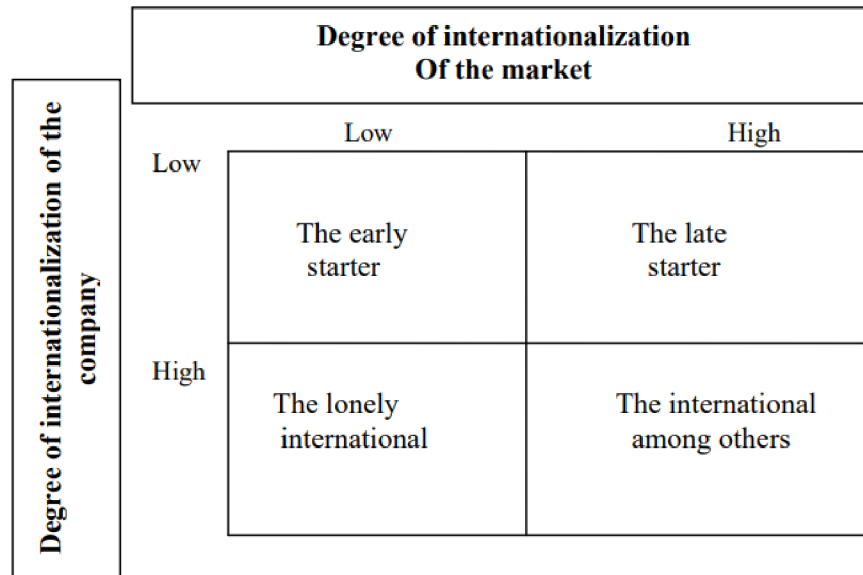 Degree of internationalization
Of the market
Degree of internationalization of the
company
Low
High
Low
The early
starter
The late
starter
High
The lonely
international
The international
among others